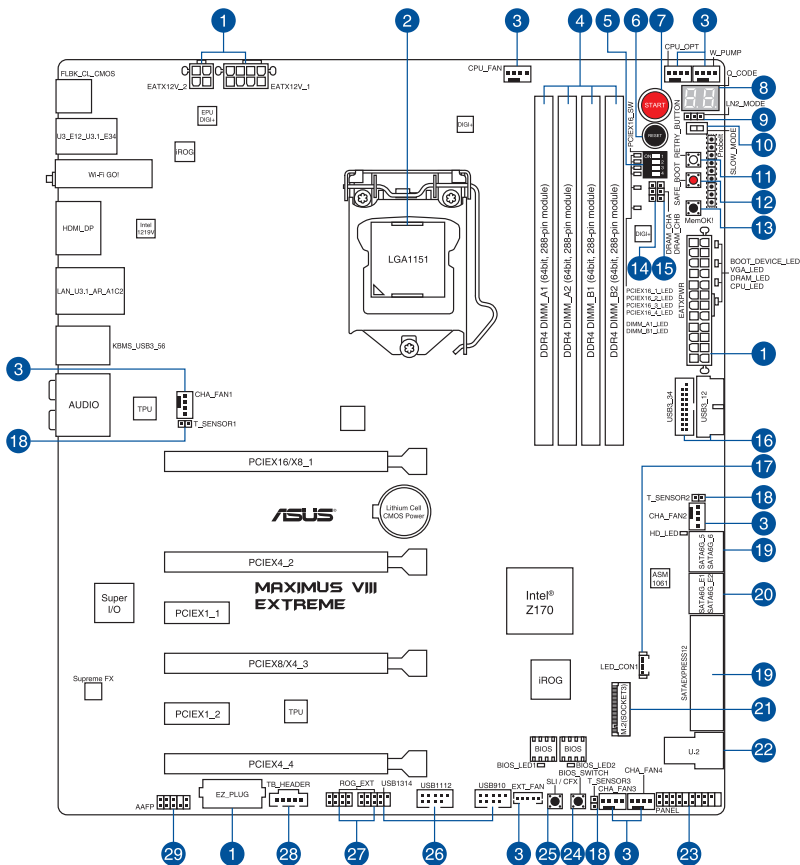 1
2
3
4
5
6
7
3
CPU_OPT
W_PUMP
CPU_FAN
FLBK_CL_CMOS
EATX12V_2
EATX12V_1
Q_CODE
8
LN2_MODE
START
9
EPU
DIGI+
DIGI+
PCIEX16_SW
RESET
RETRY_BUTTON
ProbeIt
SLOW_MODE
10
U3_E12_U3.1_E34
iROG
ON
11
Wi-Fi GO!
SAFE_BOOT
12
MemOK!
13
HDMI_DP
Intel
1219V
LGA1151
DDR4 DIMM_A1 (64bit, 288-pin module)
DDR4 DIMM_A2 (64bit, 288-pin module)
DDR4 DIMM_B1 (64bit, 288-pin module)
DDR4 DIMM_B2 (64bit, 288-pin module)
DIGI+
DRAM_CHA
DRAM_CHB
14
15
BOOT_DEVICE_LED
VGA_LED
DRAM_LED
CPU_LED
LAN_U3.1_AR_A1C2
PCIEX16_1_LED
PCIEX16_2_LED
PCIEX16_3_LED
PCIEX16_4_LED
DIMM_A1_LED
DIMM_B1_LED
EATXPWR
KBMS_USB3_56
1
3
AUDIO
TPU
CHA_FAN1
USB3_34
USB3_12
18
T_SENSOR1
16
PCIEX16/X8_1
17
ASUS
Lithium Cell
CMOS Power
T_SENSOR2
18
CHA_FAN2
3
HD_LED
SATA6G_5
SATA6G_6
19
PCIEX4_2
ASM
1061
SATA6G_E1
SATA6G_E2
20
Super
I/O
MAXIMUS VIII
EXTREME
Intel®
Z170
PCIEX1_1
PCIEX8/X4_3
LED_CON1
SATAEXPRESS12
19
Supreme FX
iROG
M.2(SOCKET3)
21
PCIEX1_2
TPU
BIOS
BIOS
U.2
22
PCIEX4_4
BIOS_LED1
BIOS_LED2
BIOS_SWITCH
CHA_FAN4
TB_HEADER
ROG_EXT
USB1314
USB1112
USB910
EXT_FAN
SLI / CFX
T_SENSOR3
CHA_FAN3
AAFP
EZ_PLUG
PANEL
29
1
28
27
26
3
25
24
18
3
23